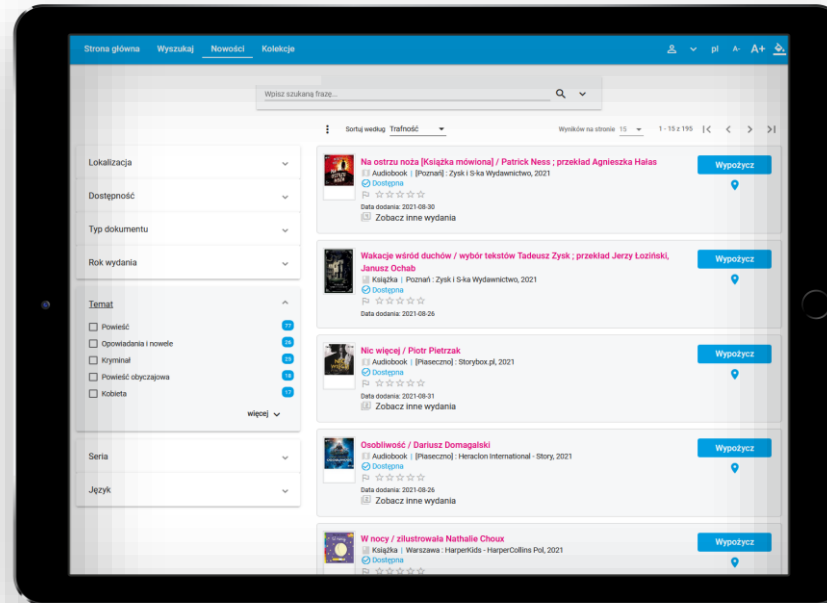 Strona główna Wyszukaj Nowości Kolekcje pl A- A+
Wpisz szukaną frazę...
Sortuj według Trafność Wyników na stronie 15 1 - 15 z 195
Lokalizacja
Dostępność
Typ dokumentu
Rok wydania
Temat
Powieść 77
Opowiadania i nowele 26
Kryminał 23
Powieść obyczajowa 18
Kobieta 17
więcej
Seria
Język
Na ostrzu noża [Książka mówiona] / Patrick Ness ; przekład Agnieszka Hałas
Audiobook | [Poznań] : Zysk i S-ka Wydawnictwo, 2021
Dostępna
Data dodania: 2021-08-30
Zobacz inne wydania
Wypożycz
Wakacje wśród duchów / wybór tekstów Tadeusz Zysk ; przekład Jerzy Łoziński,
Janusz Ochab
Książka | Poznań : Zysk i S-ka Wydawnictwo, 2021
Dostępna
Data dodania: 2021-08-26
Wypożycz
Nic więcej / Piotr Pietrzak
Audiobook | [Piaseczno] : Storybox.pl, 2021
Dostępna
Data dodania: 2021-08-31
Zobacz inne wydania
Wypożycz
Osobliwość / Dariusz Domagalski
Audiobook | [Piaseczno] : Heraclon International - Story, 2021
Dostępna
Data dodania: 2021-08-26
Zobacz inne wydania
Wypożycz
W nocy / zilustrowała Nathalie Choux
Książka | Warszawa : HarperKids - HarperCollins Pol, 2021
Dostępna
Wypożycz